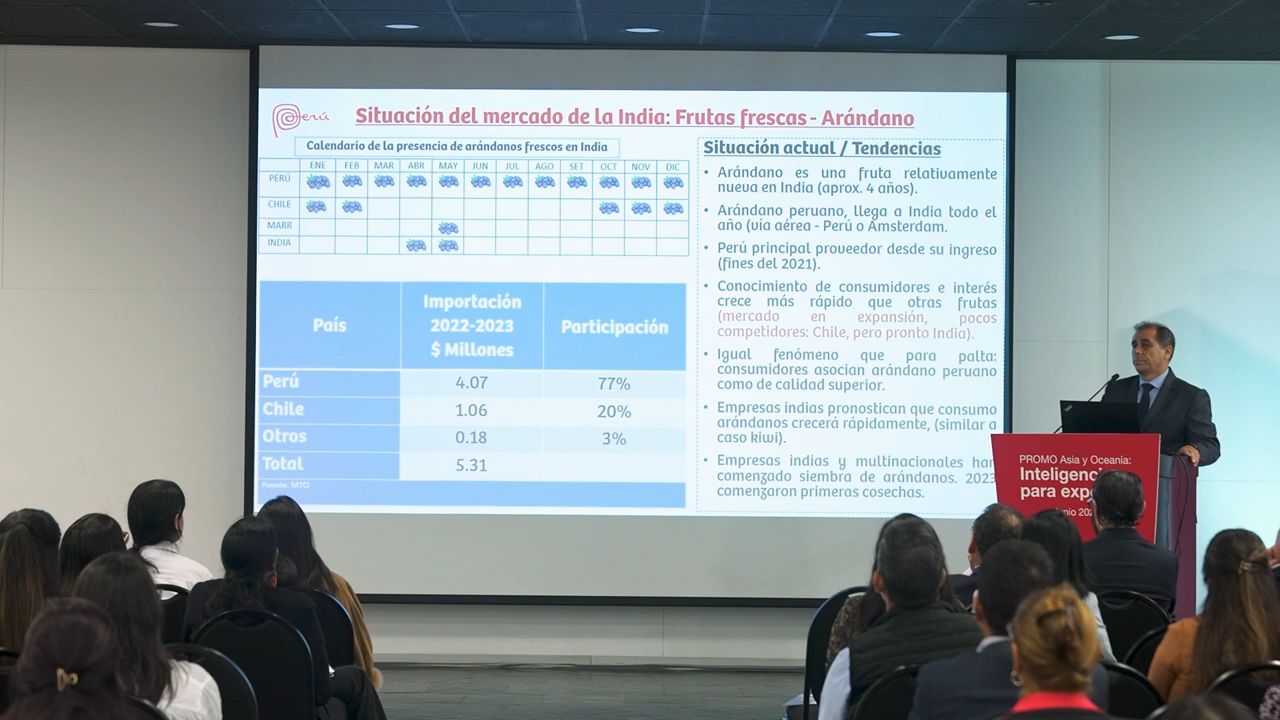 Perú
Situación del mercado de la India: Frutas frescas - Arándano
Calendario de la presencia de arándanos frescos en India
ENE FEB MAR ABR MAY JUN JUL AGO SET OCT NOV DIC
PERÚ
CHILE
MARR
INDIA
País Importación 2022-2023 $ Millones Participación
Perú 4.07 77%
Chile 1.06 20%
Otros 0.18 3%
Total 5.31
Fuente: MTCI
Situación actual / Tendencias
• Arándano es una fruta relativamente
nueva en India (aprox. 4 años).
• Arándano peruano, llega a India todo el
año (vía aérea - Perú o Amsterdam.
• Perú principal proveedor desde su ingreso
(fines del 2021).
• Conocimiento de consumidores e interés
crece más rápido que otras frutas
(mercado en expansión, pocos
competidores: Chile, pero pronto India).
• Igual fenómeno que para palta:
consumidores asocian arándano peruano
como de calidad superior.
• Empresas indias pronostican que consumo
arándanos crecerá rápidamente, (similar a
caso kiwi).
• Empresas indias y multinacionales han
comenzado siembra de arándanos. 2023
comenzaron primeras cosechas.
PROMO Asia y Oceanía:
Inteligenci
para exp